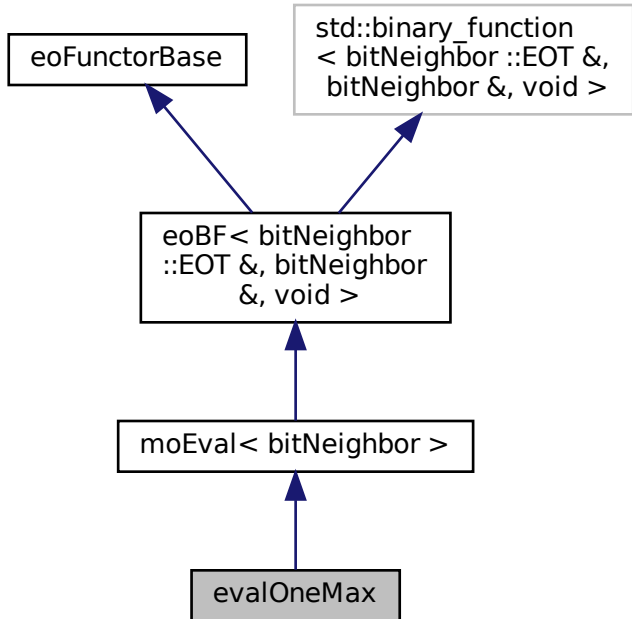 eoFunctorBase
std::binary_function
< bitNeighbor ::EOT &,
bitNeighbor &, void >
eoBF< bitNeighbor
::EOT &, bitNeighbor
&, void >
moEval< bitNeighbor >
evalOneMax